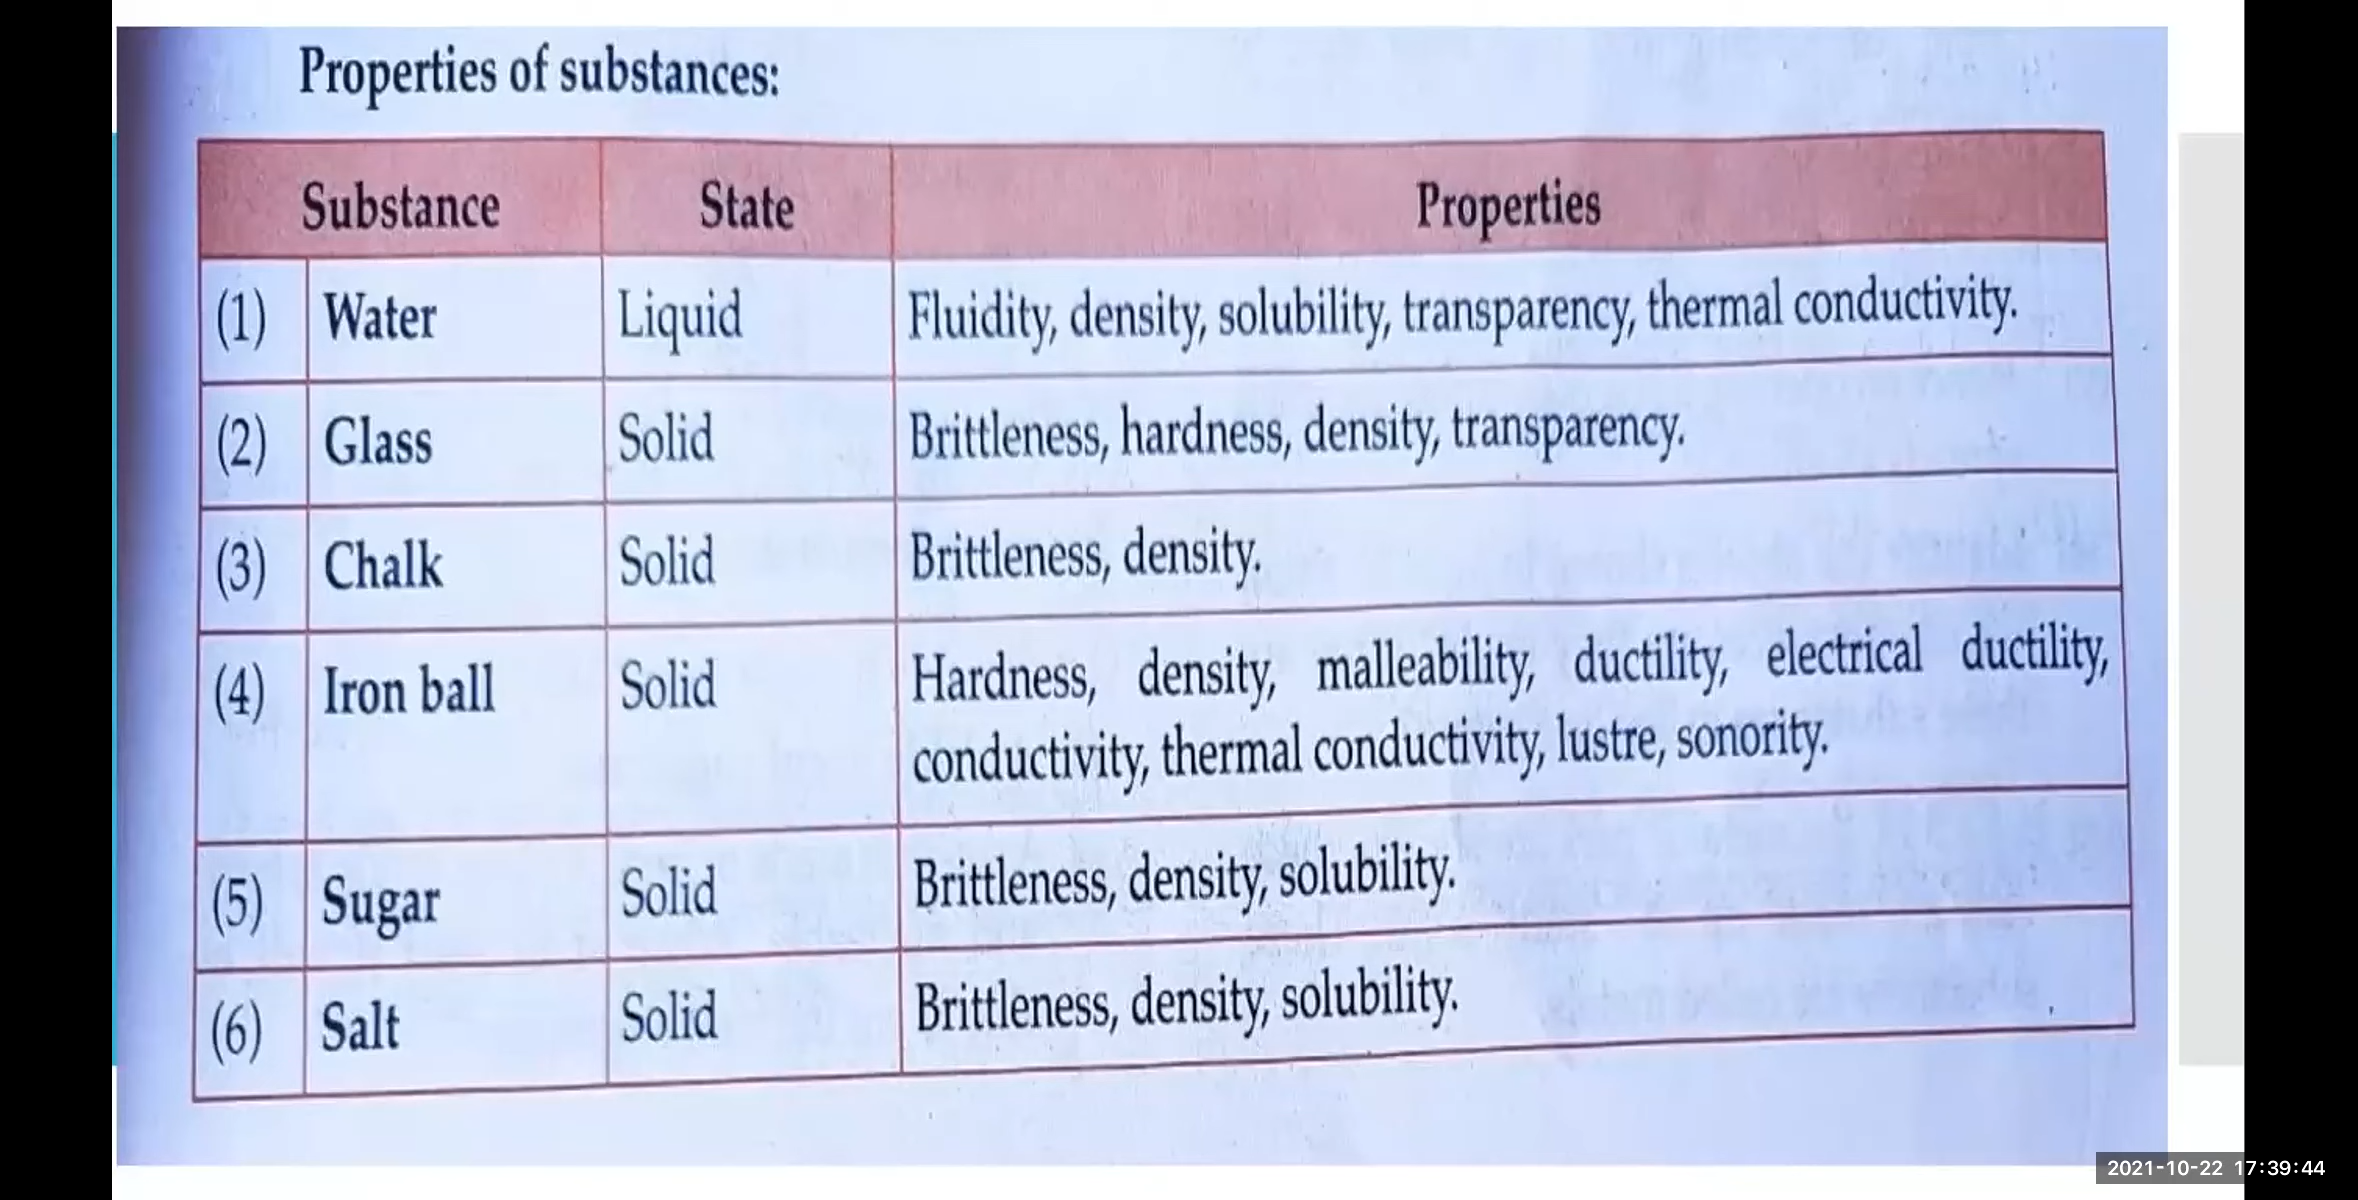 Properties of substances:
Substance State Properties
(1) Water Liquid Fluidity, density, solubility, transparency, thermal conductivity.
(2) Glass Solid Brittleness, hardness, density, transparency.
(3) Chalk Solid Brittleness, density.
(4) Iron ball Solid Hardness, density, malleability, ductility, electrical ductility,
conductivity, thermal conductivity, lustre, sonority.
(5) Sugar Solid Brittleness, density, solubility.
(6) Salt Solid Brittleness, density, solubility.
2021-10-22 17:39:44